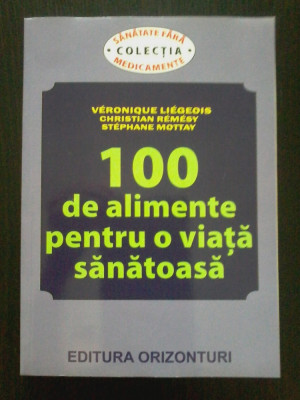 SĂNĂTATE FĂRĂ
• COLECȚIA •
MEDICAMENTE
VÉRONIQUE LIÉGEOIS
CHRISTIAN RÉMÉSY
STÉPHANE MOTTAY
100
de alimente
pentru o viață
sănătoasă
EDITURA ORIZONTURI